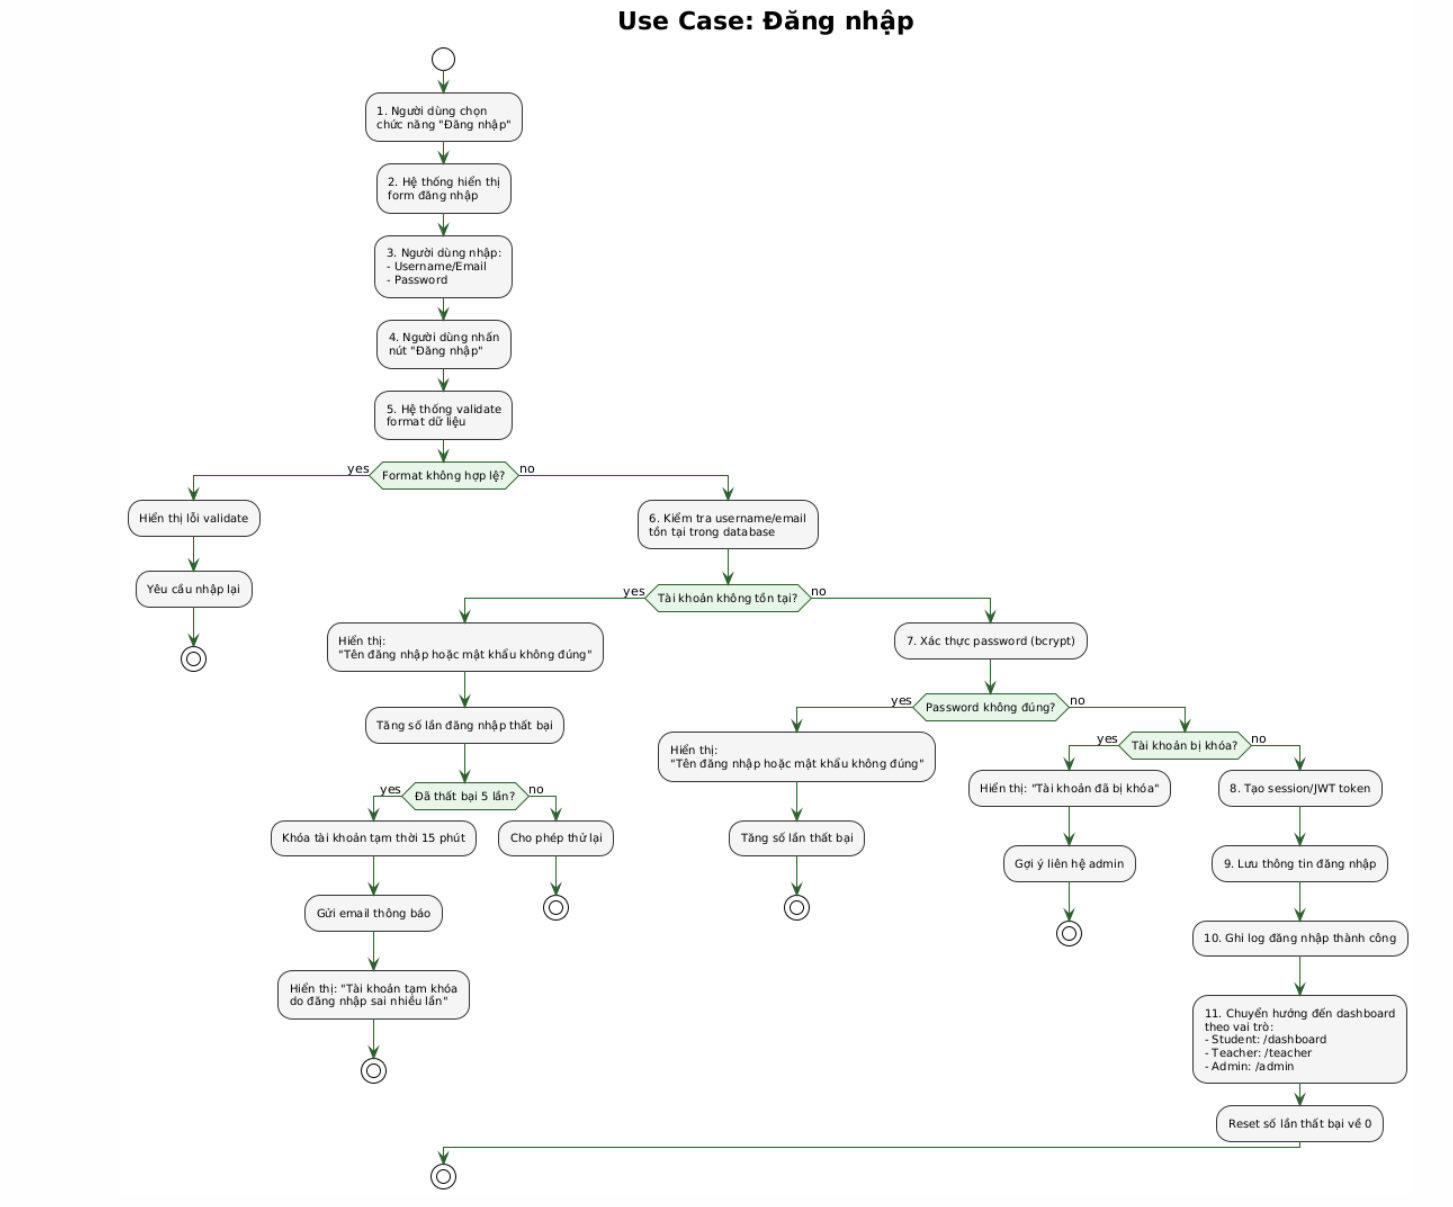 Use Case: Đăng nhập
1. Người dùng chọn
chức năng "Đăng nhập"
2. Hệ thống hiển thị
form đăng nhập
3. Người dùng nhập:
- Username/Email
- Password
4. Người dùng nhấn
nút "Đăng nhập"
5. Hệ thống validate
format dữ liệu
yes
Format không hợp lệ?
no
Hiển thị lỗi validate
Yêu cầu nhập lại
6. Kiểm tra username/email
tồn tại trong database
yes
Tài khoản không tồn tại?
no
Hiển thị:
"Tên đăng nhập hoặc mật khẩu không đúng"
Tăng số lần đăng nhập thất bại
yes
Đã thất bại 5 lần?
no
Khóa tài khoản tạm thời 15 phút
Gửi email thông báo
Hiển thị: "Tài khoản tạm khóa
do đăng nhập sai nhiều lần"
Cho phép thử lại
7. Xác thực password (bcrypt)
yes
Password không đúng?
no
Hiển thị:
"Tên đăng nhập hoặc mật khẩu không đúng"
Tăng số lần thất bại
yes
Tài khoản bị khóa?
no
Hiển thị: "Tài khoản đã bị khóa"
Gợi ý liên hệ admin
8. Tạo session/JWT token
9. Lưu thông tin đăng nhập
10. Ghi log đăng nhập thành công
11. Chuyển hướng đến dashboard
theo vai trò:
- Student: /dashboard
- Teacher: /teacher
- Admin: /admin
Reset số lần thất bại về 0